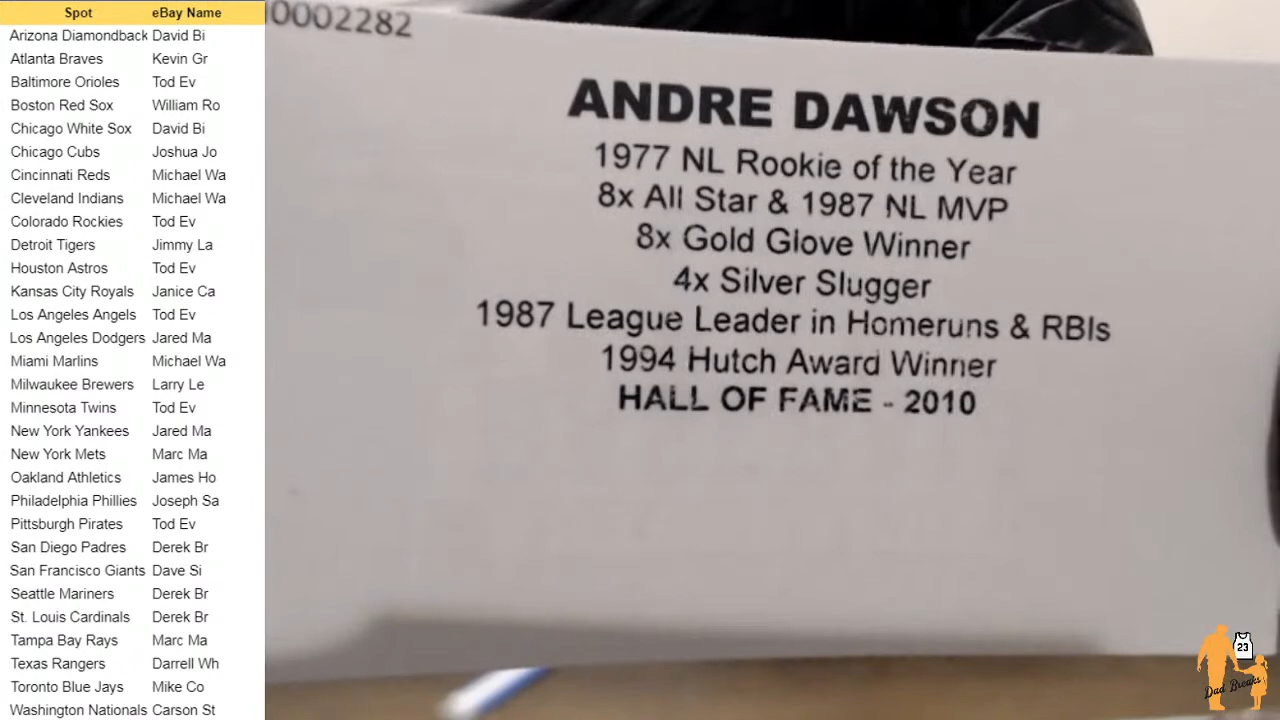 Spot eBay Name
Arizona Diamondback David Bi
Atlanta Braves Kevin Gr
Baltimore Orioles Tod Ev
Boston Red Sox William Ro
Chicago White Sox David Bi
Chicago Cubs Joshua Jo
Cincinnati Reds Michael Wa
Cleveland Indians Michael Wa
Colorado Rockies Tod Ev
Detroit Tigers Jimmy La
Houston Astros Tod Ev
Kansas City Royals Janice Ca
Los Angeles Angels Tod Ev
Los Angeles Dodgers Jared Ma
Miami Marlins Michael Wa
Milwaukee Brewers Larry Le
Minnesota Twins Tod Ev
New York Yankees Jared Ma
New York Mets Marc Ma
Oakland Athletics James Ho
Philadelphia Phillies Joseph Sa
Pittsburgh Pirates Tod Ev
San Diego Padres Derek Br
San Francisco Giants Dave Si
Seattle Mariners Derek Br
St. Louis Cardinals Derek Br
Tampa Bay Rays Marc Ma
Texas Rangers Darrell Wh
Toronto Blue Jays Mike Co
Washington Nationals Carson St
0002282
ANDRE DAWSON
1977 NL Rookie of the Year
8x All Star & 1987 NL MVP
8x Gold Glove Winner
4x Silver Slugger
1987 League Leader in Homeruns & RBIs
1994 Hutch Award Winner
HALL OF FAME - 2010
23
Dad Breaks